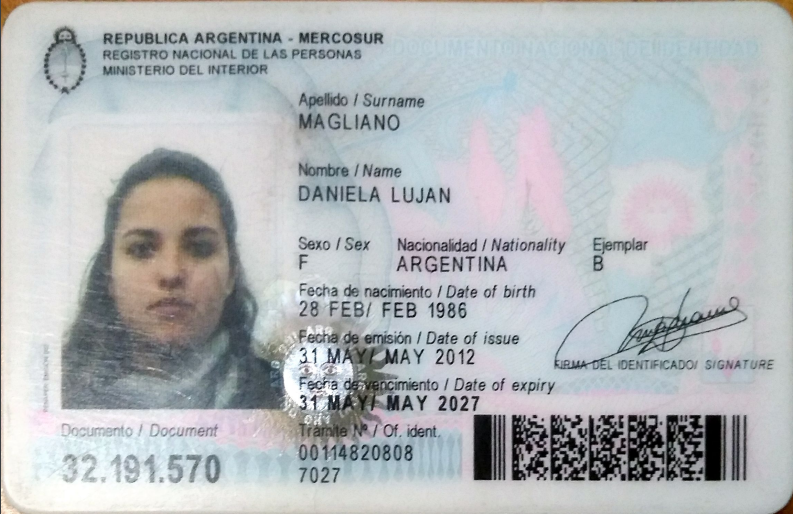 REPUBLICA ARGENTINA - MERCOSUR
REGISTRO NACIONAL DE LAS PERSONAS
MINISTERIO DEL INTERIOR
DOCUMENTO NACIONAL DE IDENTIDAD
Apellido / Surname
MAGLIANO
Nombre / Name
DANIELA LUJAN
Sexo / Sex Nacionalidad / Nationality Ejemplar
F ARGENTINA B
Fecha de nacimiento / Date of birth
28 FEB/ FEB 1986
Fecha de emisión / Date of issue
31 MAY/ MAY 2012
FIRMA DEL IDENTIFICADO/ SIGNATURE
Fecha de vencimiento / Date of expiry
31 MAY/ MAY 2027
Documento / Document
32.191.570
Trámite Nº / Of. ident.
00114820808
7027